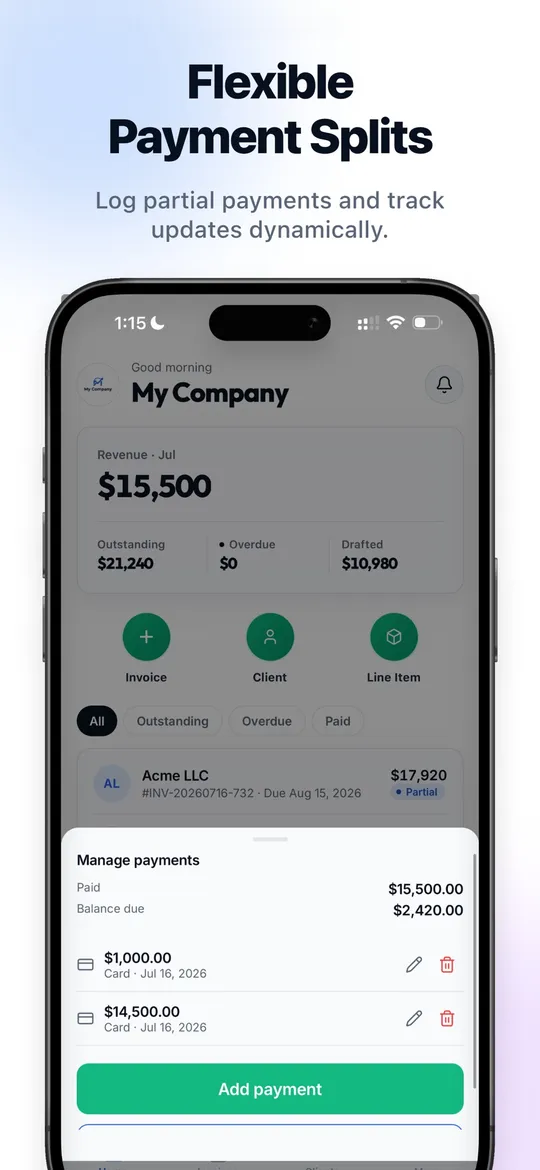 Flexible
Payment Splits
Log partial payments and track
updates dynamically.
1:15
Good morning
My Company
My Company
Revenue · Jul
$15,500
Outstanding
$21,240
Overdue
$0
Drafted
$10,980
Invoice
Client
Line Item
All
Outstanding
Overdue
Paid
AL
Acme LLC
$17,920
#INV-20260716-732 · Due Aug 15, 2026
Partial
Manage payments
Paid
$15,500.00
Balance due
$2,420.00
$1,000.00
Card · Jul 16, 2026
$14,500.00
Card · Jul 16, 2026
Add payment